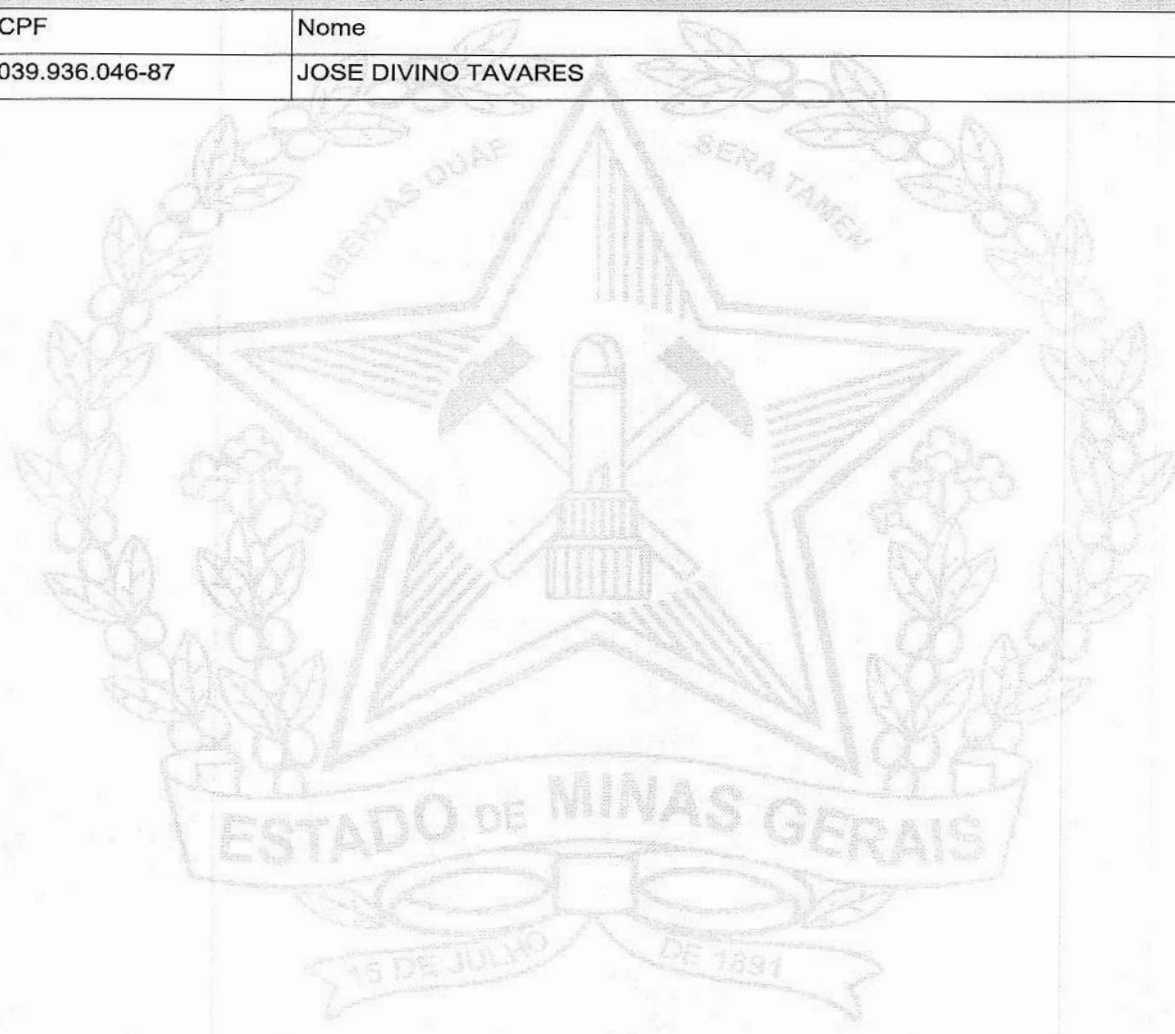 CPF Nome
039.936.046-87 JOSE DIVINO TAVARES
LIBERTAS QUAE SERA TAMEN
ESTADO DE MINAS GERAIS
15 DE JULHO DE 1891